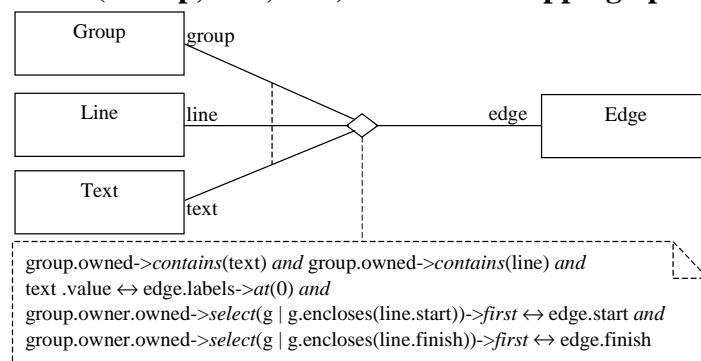 Group
group
Line
line
edge
Edge
Text
text
group.owned->contains(text) and group.owned->contains(line) and
text .value ↔ edge.labels->at(0) and
group.owner.owned->select(g | g.encloses(line.start))->first ↔ edge.start and
group.owner.owned->select(g | g.encloses(line.finish))->first ↔ edge.finish